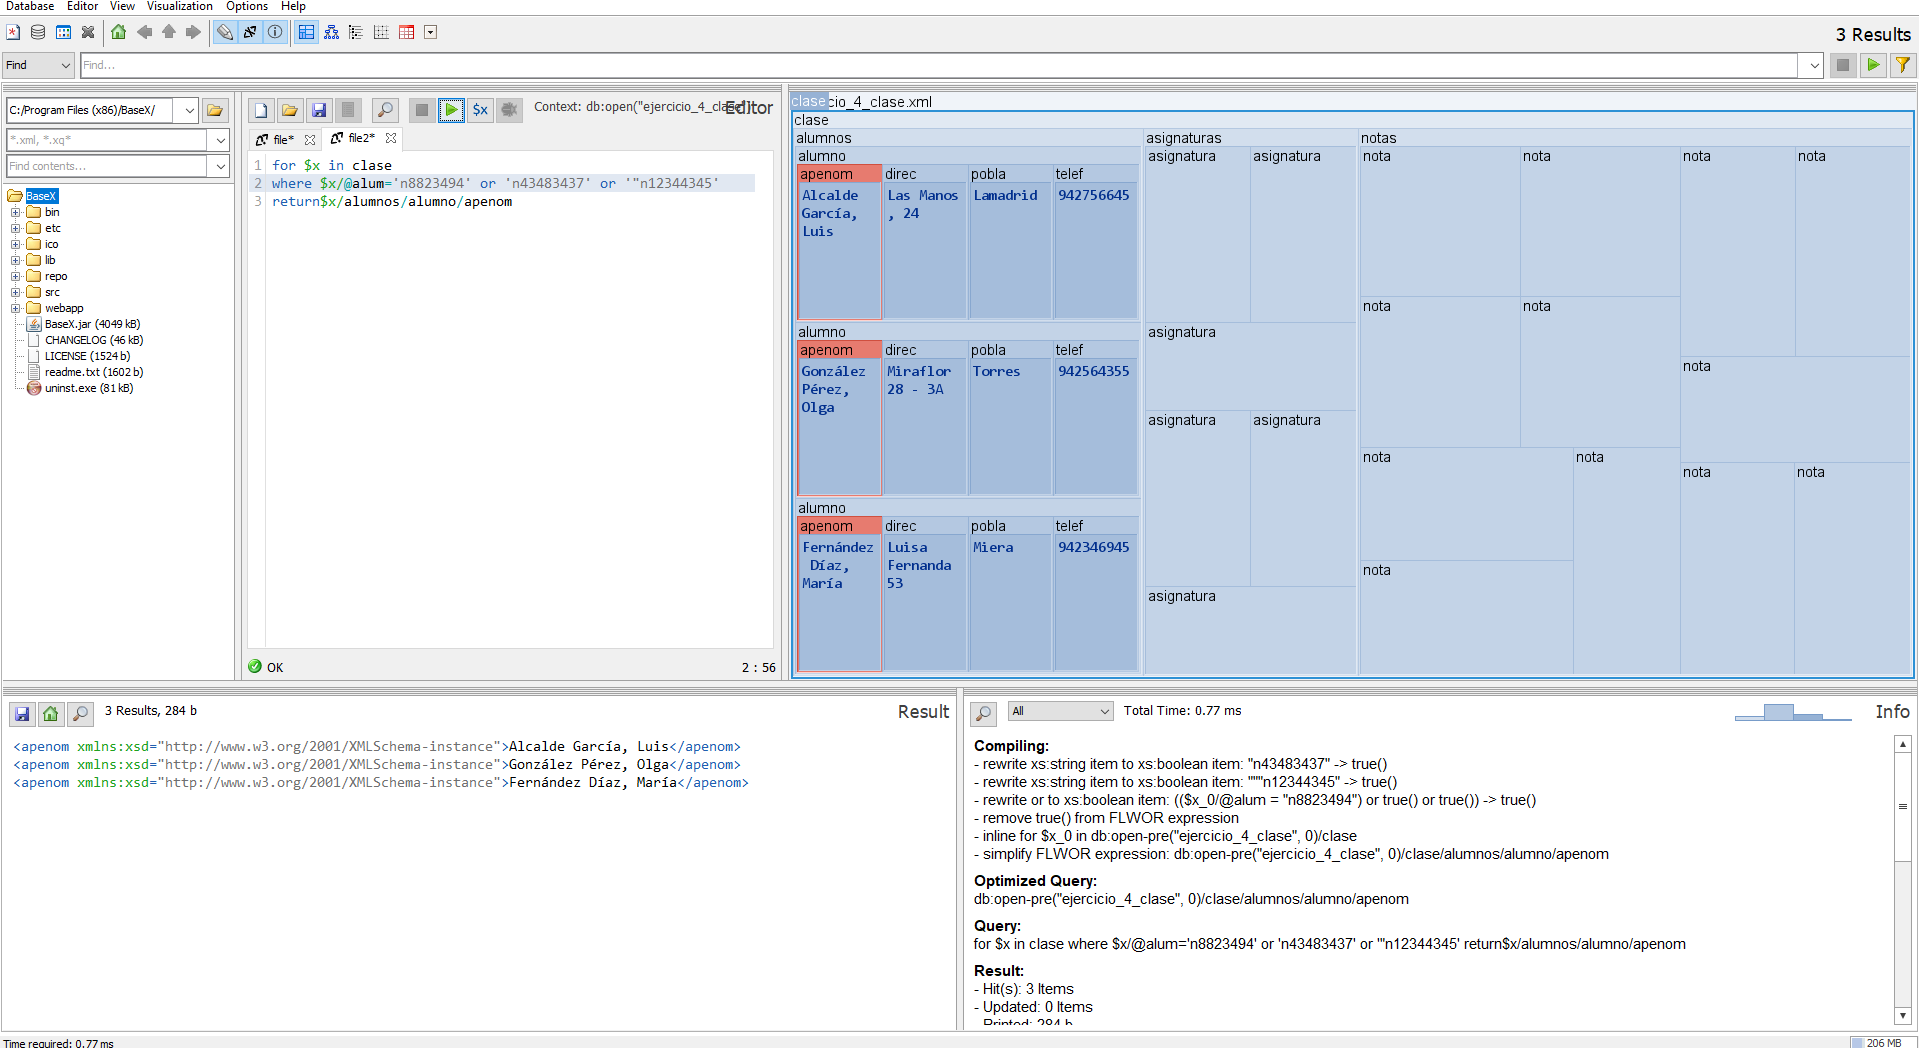 Database Editor View Visualization Options Help
3 Results
Find Find...
C:/Program Files (x86)/BaseX/
*.xml, *.xq*
Find contents...
BaseX
bin
etc
ico
lib
repo
src
webapp
BaseX.jar (4049 kB)
CHANGELOG (46 kB)
LICENSE (1524 b)
readme.txt (1602 b)
uninst.exe (81 kB)
$x
Context: db:open("ejercicio_4_clase")
Editor
file* file2*
1 for $x in clase
2 where $x/@alum='n8823494' or 'n43483437' or '"n12344345'
3 return$x/alumnos/alumno/apenom
OK 2 : 56
clase cio_4_clase.xml
clase
alumnos
alumno
apenom direc pobla telef
Alcalde García, Luis
Las Manos , 24
Lamadrid
942756645
alumno
apenom direc pobla telef
González Pérez, Olga
Miraflor 28 - 3A
Torres
942564355
alumno
apenom direc pobla telef
Fernández Díaz, María
Luisa Fernanda 53
Miera
942346945
asignaturas
asignatura asignatura
asignatura
asignatura asignatura
asignatura
notas
nota nota nota nota
nota nota
nota
nota nota
nota nota
nota
3 Results, 284 b
Result
<apenom xmlns:xsd="http://www.w3.org/2001/XMLSchema-instance">Alcalde García, Luis</apenom>
<apenom xmlns:xsd="http://www.w3.org/2001/XMLSchema-instance">González Pérez, Olga</apenom>
<apenom xmlns:xsd="http://www.w3.org/2001/XMLSchema-instance">Fernández Díaz, María</apenom>
All Total Time: 0.77 ms
Info
Compiling:
- rewrite xs:string item to xs:boolean item: "n43483437" -> true()
- rewrite xs:string item to xs:boolean item: """n12344345" -> true()
- rewrite or to xs:boolean item: (($x_0/@alum = "n8823494") or true() or true()) -> true()
- remove true() from FLWOR expression
- inline for $x_0 in db:open-pre("ejercicio_4_clase", 0)/clase
- simplify FLWOR expression: db:open-pre("ejercicio_4_clase", 0)/clase/alumnos/alumno/apenom
Optimized Query:
db:open-pre("ejercicio_4_clase", 0)/clase/alumnos/alumno/apenom
Query:
for $x in clase where $x/@alum='n8823494' or 'n43483437' or '"n12344345' return$x/alumnos/alumno/apenom
Result:
- Hit(s): 3 Items
- Updated: 0 Items
- Printed: 284 b
Time required: 0.77 ms
206 MB